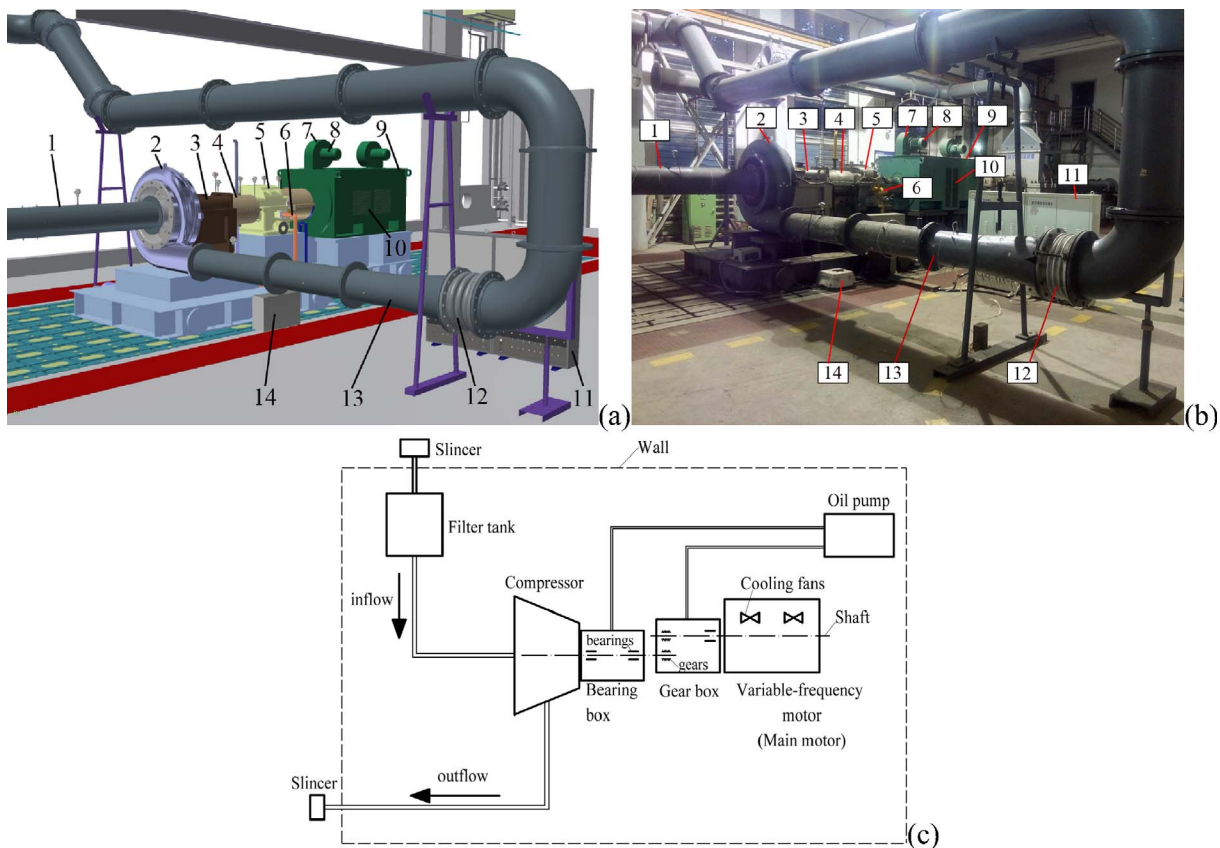 1
2
3
4
5
6
7
8
9
10
11
12
13
14
(a)
1
2
3
4
5
6
7
8
9
10
11
12
13
14
(b)
Slincer
Wall
Filter tank
Oil pump
Compressor
Cooling fans
inflow
Shaft
bearings
gears
Bearing
box
Gear box
Variable-frequency
motor
(Main motor)
outflow
Slincer
(c)